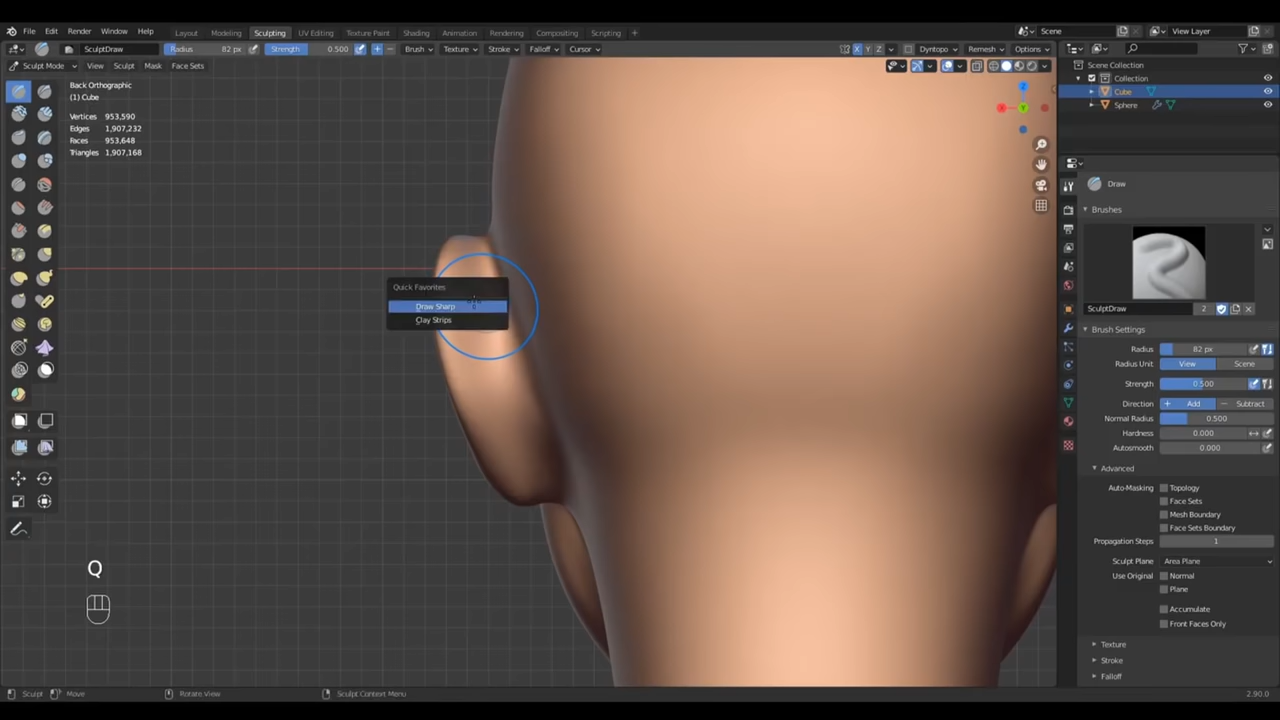 File Edit Render Window Help Layout Modeling Sculpting UV Editing Texture Paint Shading Animation Rendering Compositing Scripting + Scene View Layer
SculptDraw Radius 82 px Strength 0.500 Brush Texture Stroke Falloff Cursor X Y Z Dyntopo Remesh Options
Sculpt Mode View Sculpt Mask Face Sets
Back Orthographic
(1) Cube
Vertices 953,590
Edges 1,907,232
Faces 953,648
Triangles 1,907,168
Quick Favorites
Draw Sharp
Clay Strips
Q
Scene Collection
Collection
Cube
Sphere
Draw
Brushes
SculptDraw 2
Brush Settings
Radius 82 px
Radius Unit View Scene
Strength 0.500
Direction + Add − Subtract
Normal Radius 0.500
Hardness 0.000
Autosmooth 0.000
Advanced
Auto-Masking Topology
Face Sets
Mesh Boundary
Face Sets Boundary
Propagation Steps 1
Sculpt Plane Area Plane
Use Original Normal
Plane
Accumulate
Front Faces Only
Texture
Stroke
Falloff
Sculpt Move Rotate View Sculpt Context Menu 2.90.0